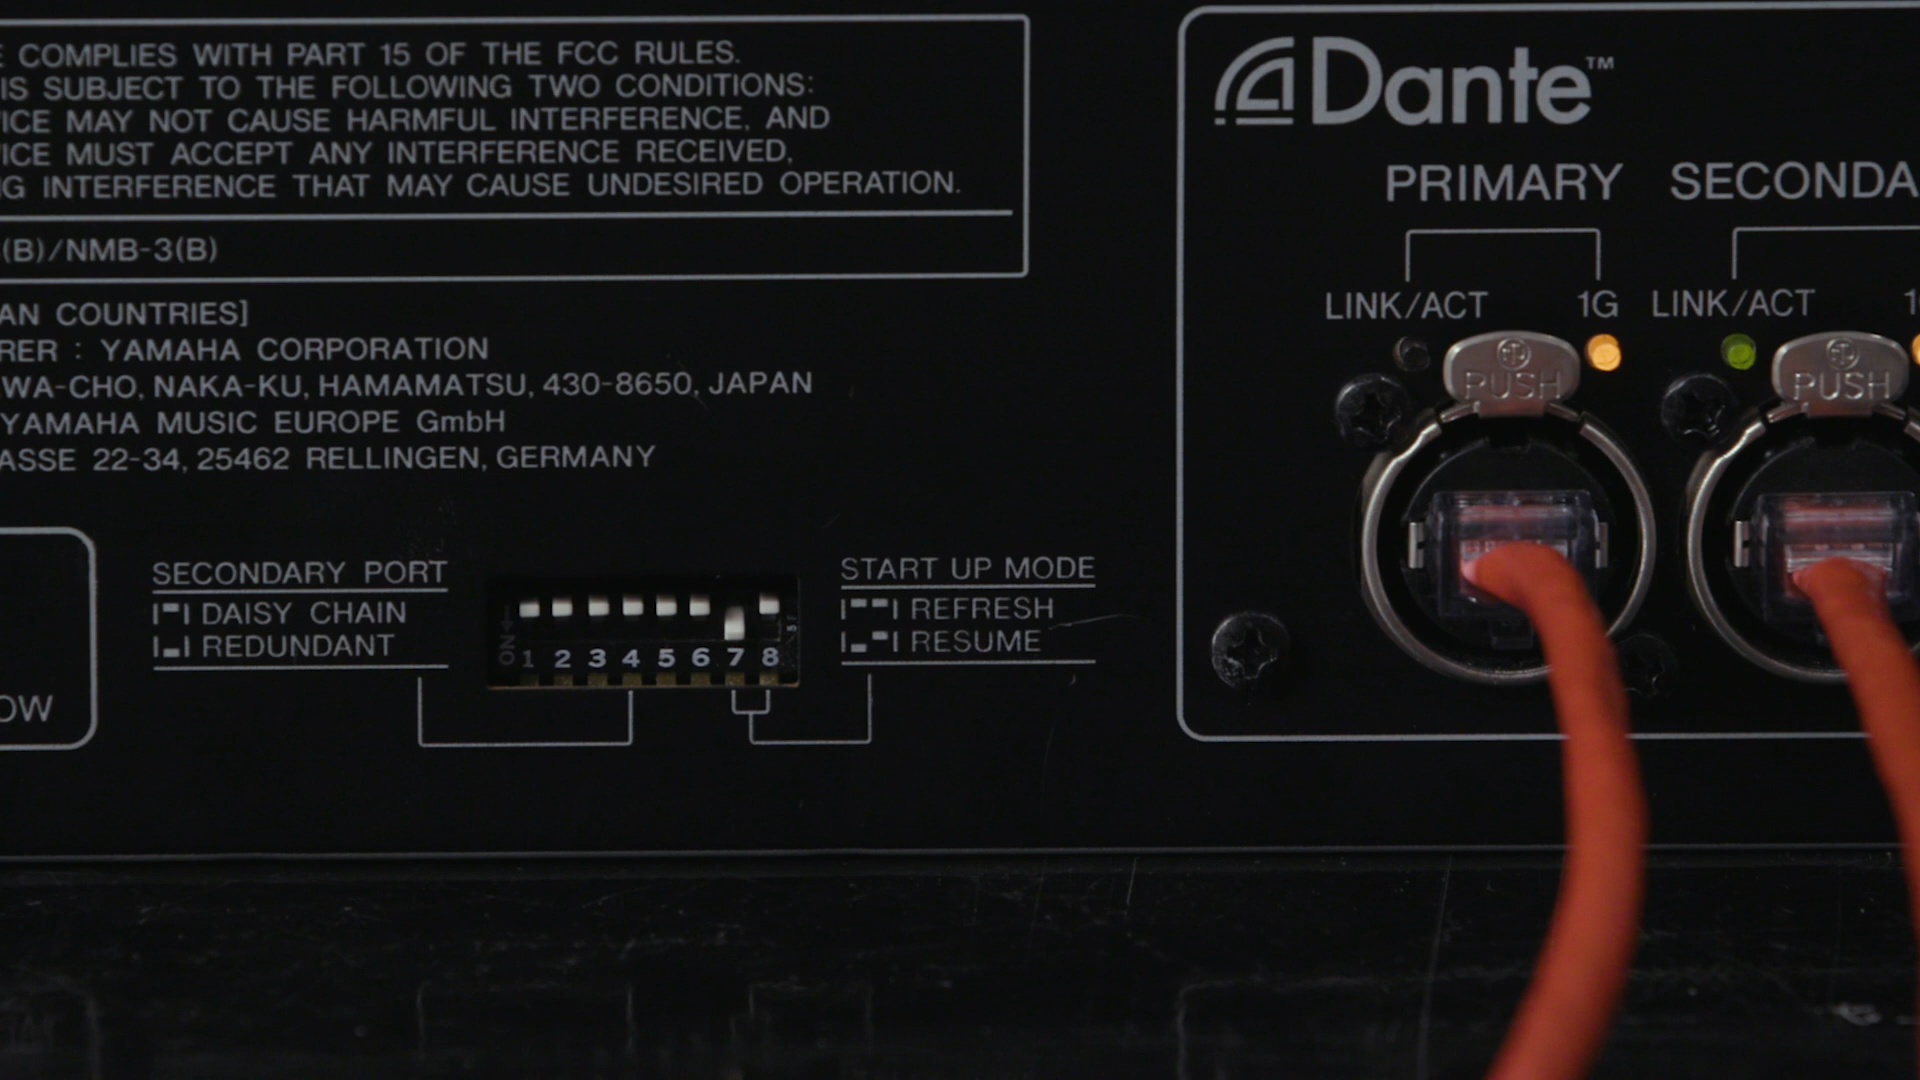 COMPLIES WITH PART 15 OF THE FCC RULES.
IS SUBJECT TO THE FOLLOWING TWO CONDITIONS:
ICE MAY NOT CAUSE HARMFUL INTERFERENCE, AND
ICE MUST ACCEPT ANY INTERFERENCE RECEIVED,
G INTERFERENCE THAT MAY CAUSE UNDESIRED OPERATION.
(B)/NMB-3(B)
AN COUNTRIES]
RER : YAMAHA CORPORATION
WA-CHO, NAKA-KU, HAMAMATSU, 430-8650, JAPAN
YAMAHA MUSIC EUROPE GmbH
ASSE 22-34, 25462 RELLINGEN, GERMANY
OW
SECONDARY PORT
DAISY CHAIN
REDUNDANT
ON
1 2 3 4 5 6 7 8
START UP MODE
REFRESH
RESUME
Dante™
PRIMARY SECONDA
LINK/ACT 1G LINK/ACT 1
PUSH PUSH